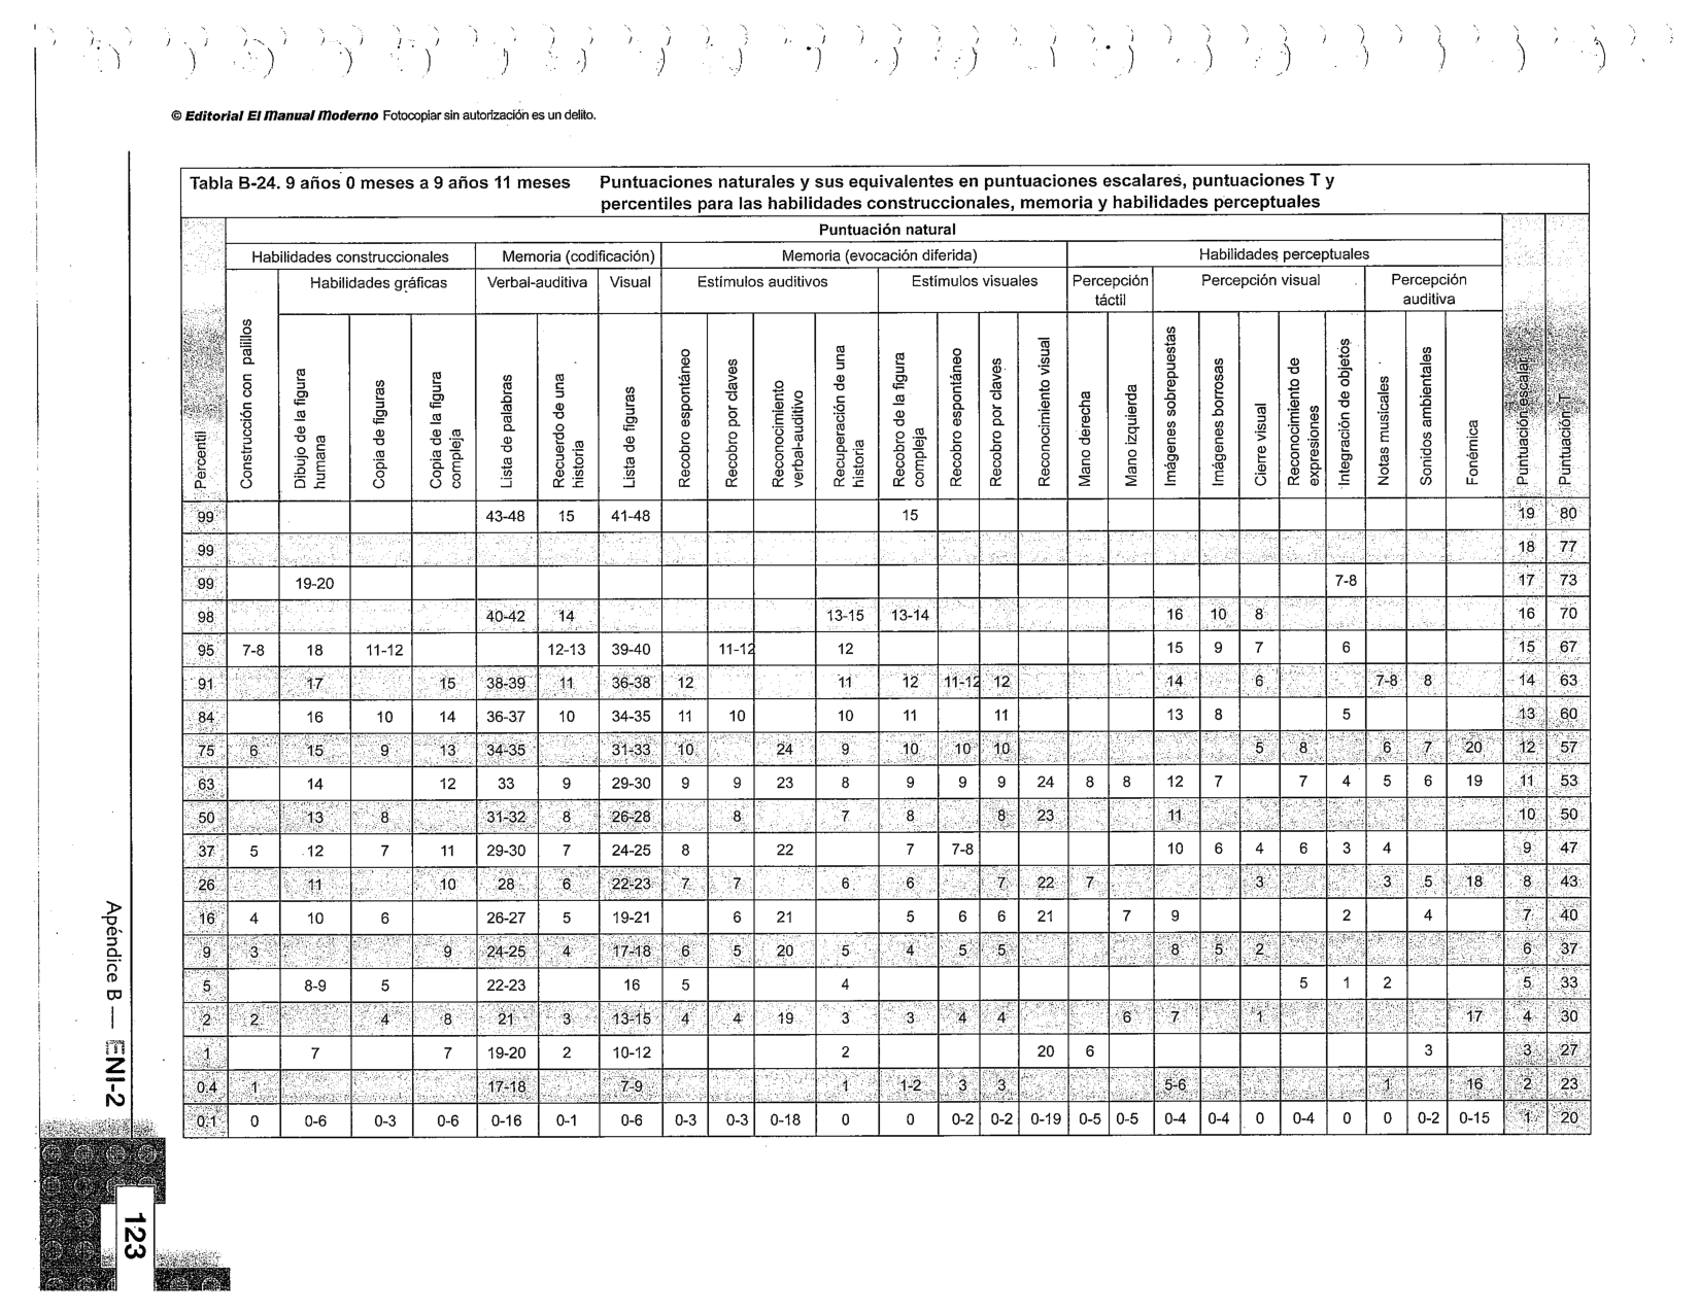 © Editorial El Manual Moderno Fotocopiar sin autorización es un delito.
Tabla B-24. 9 años 0 meses a 9 años 11 meses Puntuaciones naturales y sus equivalentes en puntuaciones escalares, puntuaciones T y
percentiles para las habilidades construccionales, memoria y habilidades perceptuales
Puntuación natural
Habilidades construccionales Memoria (codificación) Memoria (evocación diferida) Habilidades perceptuales
Habilidades gráficas Verbal-auditiva Visual Estímulos auditivos Estímulos visuales Percepción táctil Percepción visual Percepción auditiva
Percentil
Construcción con palillos
Dibujo de la figura humana
Copia de figuras
Copia de la figura compleja
Lista de palabras
Recuerdo de una historia
Lista de figuras
Recobro espontáneo
Recobro por claves
Reconocimiento verbal-auditivo
Recuperación de una historia
Recobro de la figura compleja
Recobro espontáneo
Recobro por claves
Reconocimiento visual
Mano derecha
Mano izquierda
Imágenes sobrepuestas
Imágenes borrosas
Cierre visual
Reconocimiento de expresiones
Integración de objetos
Notas musicales
Sonidos ambientales
Fonémica
Puntuación escalar
Puntuación T
99 43-48 15 41-48 15 19 80
99 18 77
99 19-20 7-8 17 73
98 40-42 14 13-15 13-14 16 10 8 16 70
95 7-8 18 11-12 12-13 39-40 11-12 12 15 9 7 6 15 67
91 17 15 38-39 11 36-38 12 11 12 11-12 12 14 6 7-8 8 14 63
84 16 10 14 36-37 10 34-35 11 10 10 11 11 13 8 5 13 60
75 6 15 9 13 34-35 31-33 10 24 9 10 10 10 5 8 6 7 20 12 57
63 14 12 33 9 29-30 9 9 23 8 9 9 9 24 8 8 12 7 7 4 5 6 19 11 53
50 13 8 31-32 8 26-28 8 7 8 8 23 11 10 50
37 5 12 7 11 29-30 7 24-25 8 22 7 7-8 10 6 4 6 3 4 9 47
26 11 10 28 6 22-23 7 7 6 6 7 22 7 3 3 5 18 8 43
16 4 10 6 26-27 5 19-21 6 21 5 6 6 21 7 9 2 4 7 40
9 3 9 24-25 4 17-18 6 5 20 5 4 5 5 8 5 2 6 37
5 8-9 5 22-23 16 5 4 5 1 2 5 33
2 2 4 8 21 3 13-15 4 4 19 3 3 4 4 6 7 1 17 4 30
1 7 7 19-20 2 10-12 2 20 6 3 3 27
0.4 1 17-18 7-9 1 1-2 3 3 5-6 1 16 2 23
0.1 0 0-6 0-3 0-6 0-16 0-1 0-6 0-3 0-3 0-18 0 0 0-2 0-2 0-19 0-5 0-5 0-4 0-4 0 0-4 0 0 0-2 0-15 1 20
Apéndice B — ENI-2
123